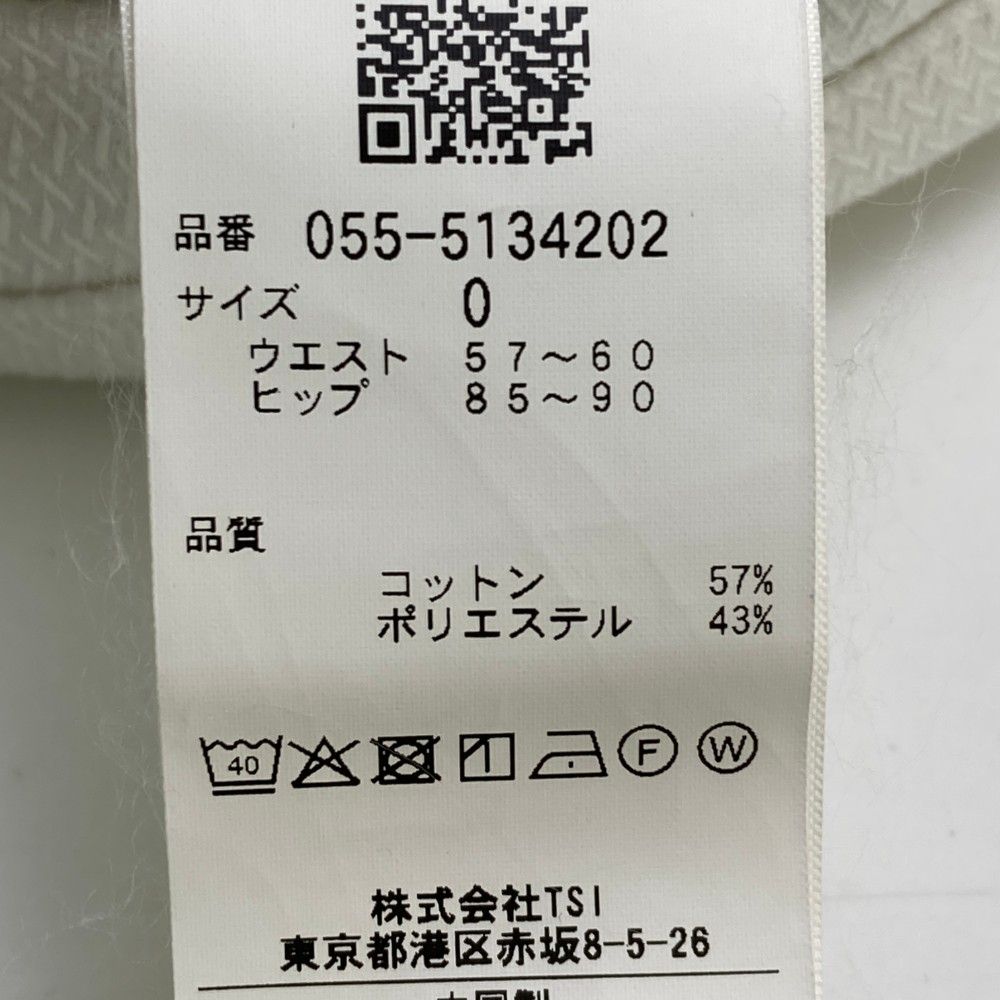 品番 055-5134202
サイズ 0
ウエスト 57〜60
ヒップ 85〜90
品質
コットン 57%
ポリエステル 43%
40 F W
株式会社TSI
東京都港区赤坂8-5-26